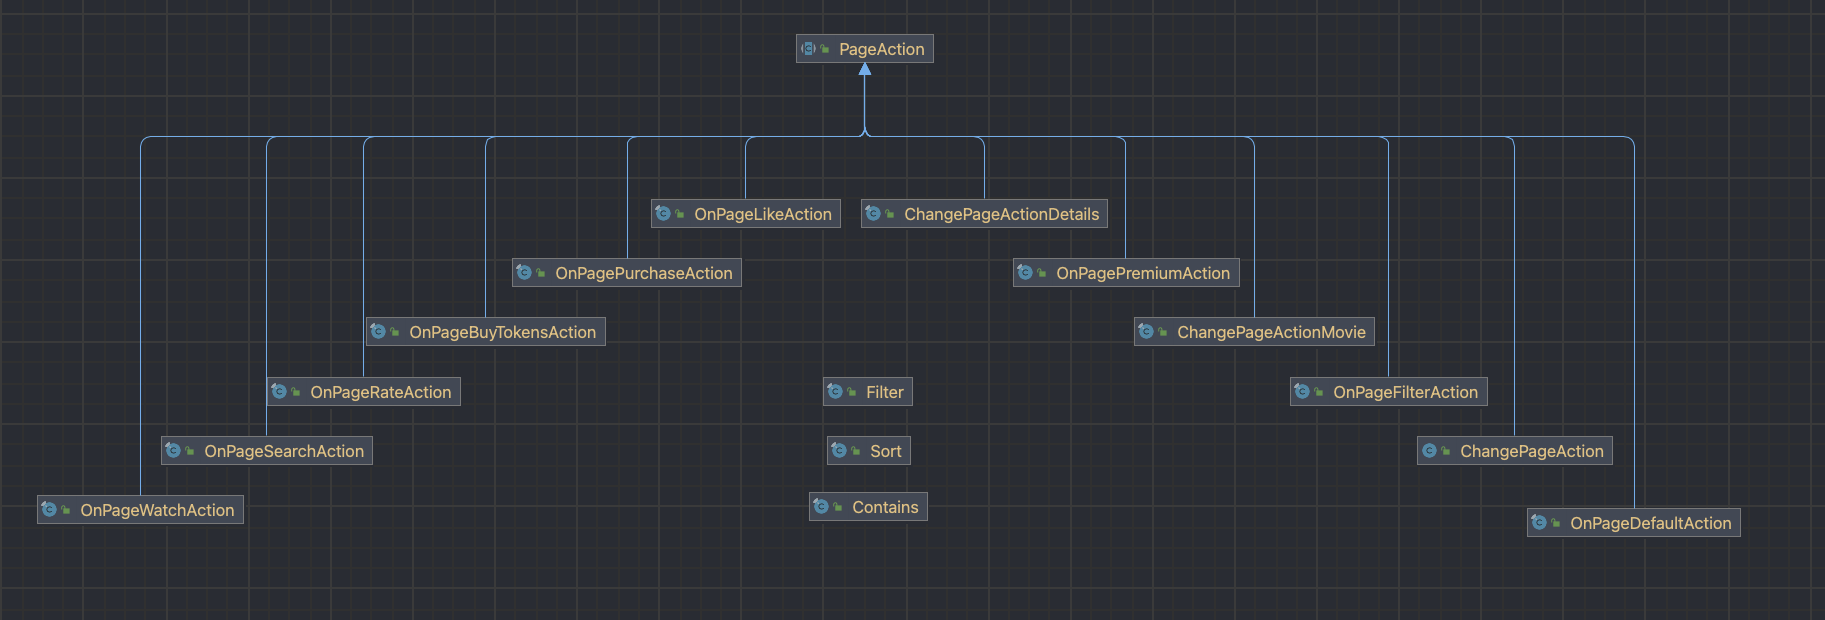 PageAction
OnPageLikeAction
ChangePageActionDetails
OnPagePurchaseAction
OnPagePremiumAction
OnPageBuyTokensAction
ChangePageActionMovie
OnPageRateAction
Filter
OnPageFilterAction
OnPageSearchAction
Sort
ChangePageAction
OnPageWatchAction
Contains
OnPageDefaultAction